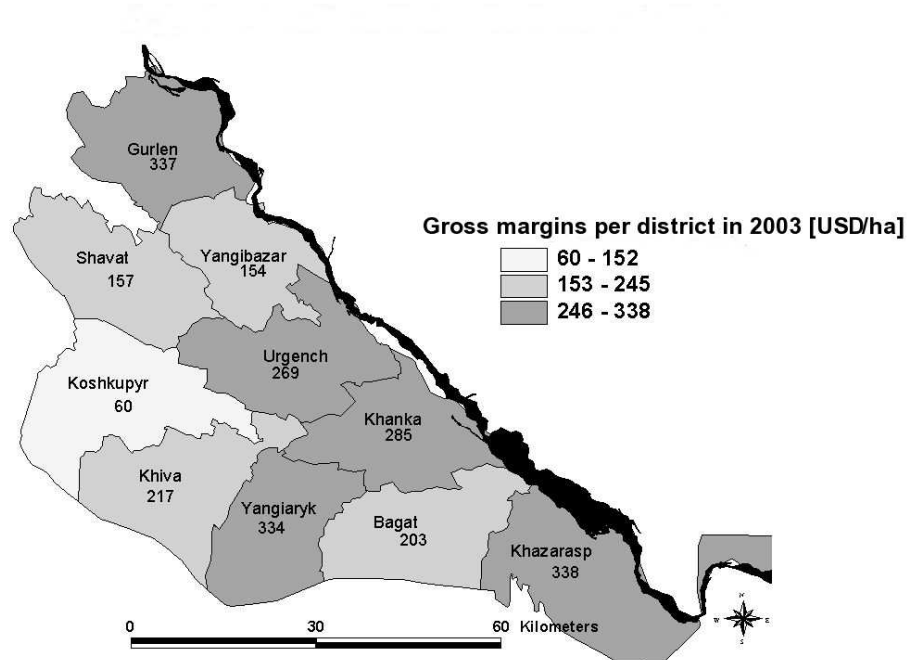 Gurlen
337
Gross margins per district in 2003 [USD/ha]
60 - 152
153 - 245
246 - 338
Shavat
157
Yangibazar
154
Urgench
269
Koshkupyr
60
Khanka
285
Khiva
217
Yangiaryk
334
Bagat
203
Khazarasp
338
N
W E
S
0 30 60 Kilometers